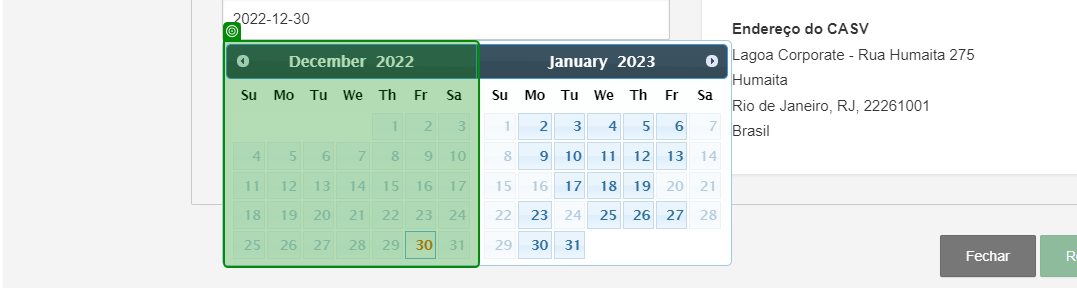 2022-12-30
December 2022
Su Mo Tu We Th Fr Sa
1 2 3
4 5 6 7 8 9 10
11 12 13 14 15 16 17
18 19 20 21 22 23 24
25 26 27 28 29 30 31
January 2023
Su Mo Tu We Th Fr Sa
1 2 3 4 5 6 7
8 9 10 11 12 13 14
15 16 17 18 19 20 21
22 23 24 25 26 27 28
29 30 31
Endereço do CASV
Lagoa Corporate - Rua Humaita 275
Humaita
Rio de Janeiro, RJ, 22261001
Brasil
Fechar